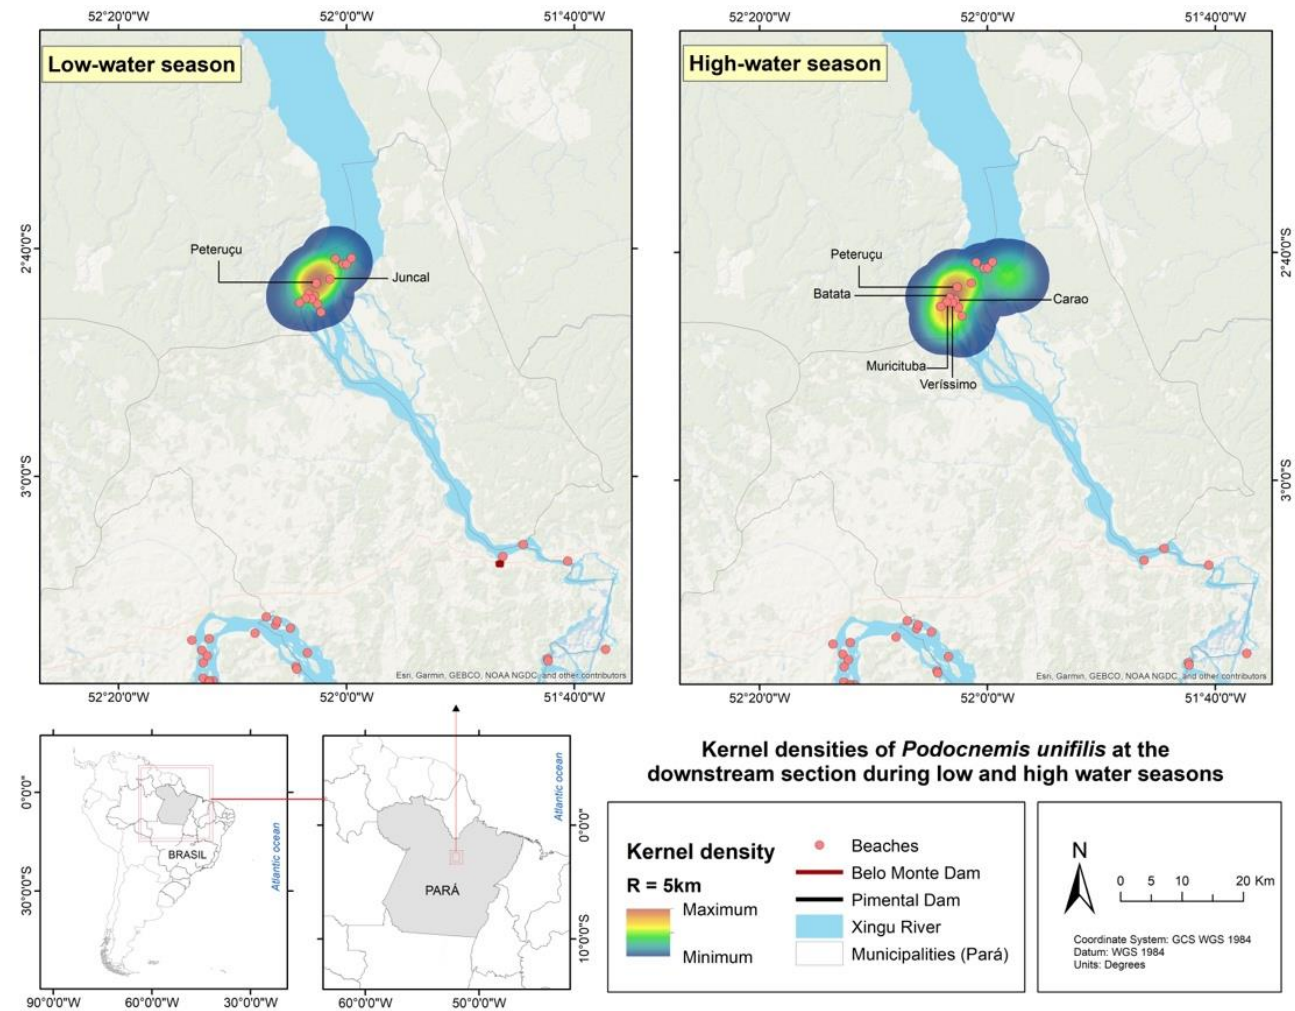 52°20'0"W 52°0'0"W 51°40'0"W
52°20'0"W 52°0'0"W 51°40'0"W
Low-water season
High-water season
2°40'0"S
2°40'0"S
Peteruçu
Juncal
Peteruçu
Batata
Carao
Muricituba
Veríssimo
3°0'0"S
3°0'0"S
Esri, Garmin, GEBCO, NOAA NGDC, and other contributors
Esri, Garmin, GEBCO, NOAA NGDC, and other contributors
52°20'0"W 52°0'0"W 51°40'0"W
52°20'0"W 52°0'0"W 51°40'0"W
0°0'0"
30°0'0"S
BRASIL
Atlantic ocean
90°0'0"W 60°0'0"W 30°0'0"W
Atlantic ocean
0°0'0"
PARÁ
10°0'0"S
60°0'0"W 50°0'0"W
Kernel densities of Podocnemis unifilis at the
downstream section during low and high water seasons
Kernel density
R = 5km
Maximum
Minimum
Beaches
Belo Monte Dam
Pimental Dam
Xingu River
Municipalities (Pará)
N
0 5 10 20 Km
Coordinate System: GCS WGS 1984
Datum: WGS 1984
Units: Degrees